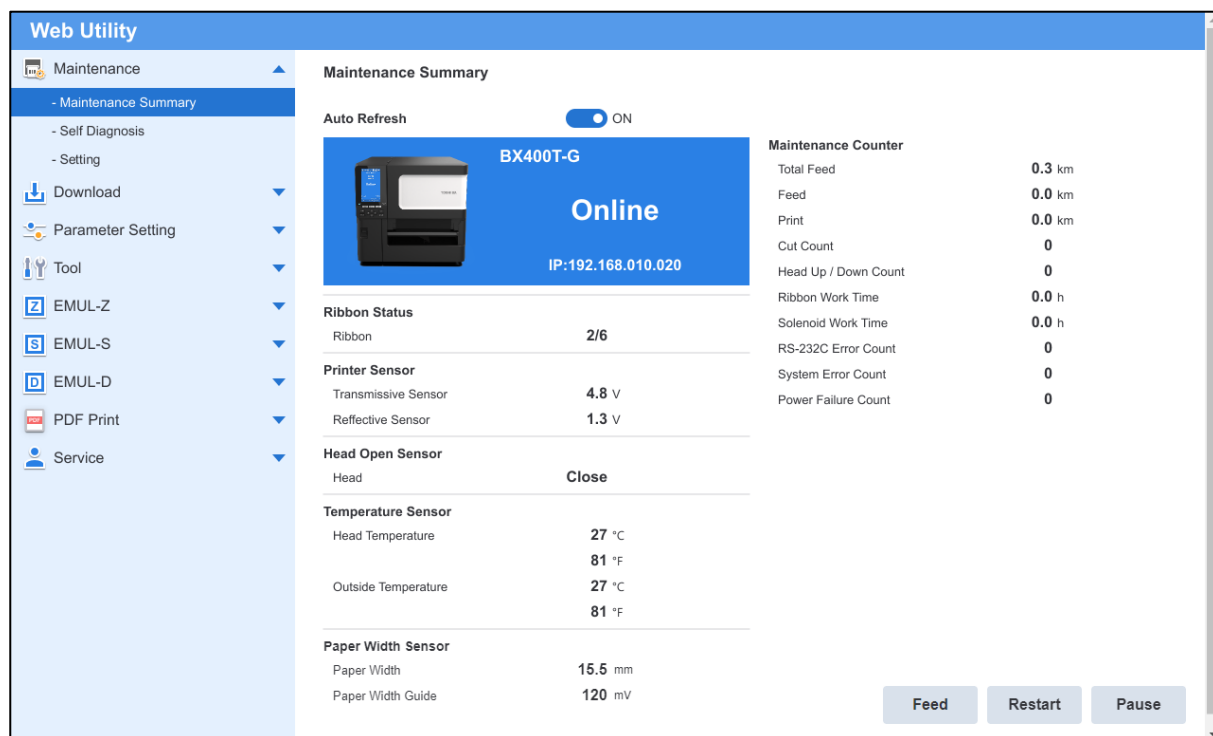 Web Utility
Maintenance
- Maintenance Summary
- Self Diagnosis
- Setting
Download
Parameter Setting
Tool
Z EMUL-Z
S EMUL-S
D EMUL-D
PDF PDF Print
Service
Maintenance Summary
Auto Refresh ON
BX400T-G
Online
IP:192.168.010.020
Ribbon Status
Ribbon 2/6
Printer Sensor
Transmissive Sensor 4.8 V
Reffective Sensor 1.3 V
Head Open Sensor
Head Close
Temperature Sensor
Head Temperature 27 °C
81 °F
Outside Temperature 27 °C
81 °F
Paper Width Sensor
Paper Width 15.5 mm
Paper Width Guide 120 mV
Maintenance Counter
Total Feed 0.3 km
Feed 0.0 km
Print 0.0 km
Cut Count 0
Head Up / Down Count 0
Ribbon Work Time 0.0 h
Solenoid Work Time 0.0 h
RS-232C Error Count 0
System Error Count 0
Power Failure Count 0
Feed Restart Pause